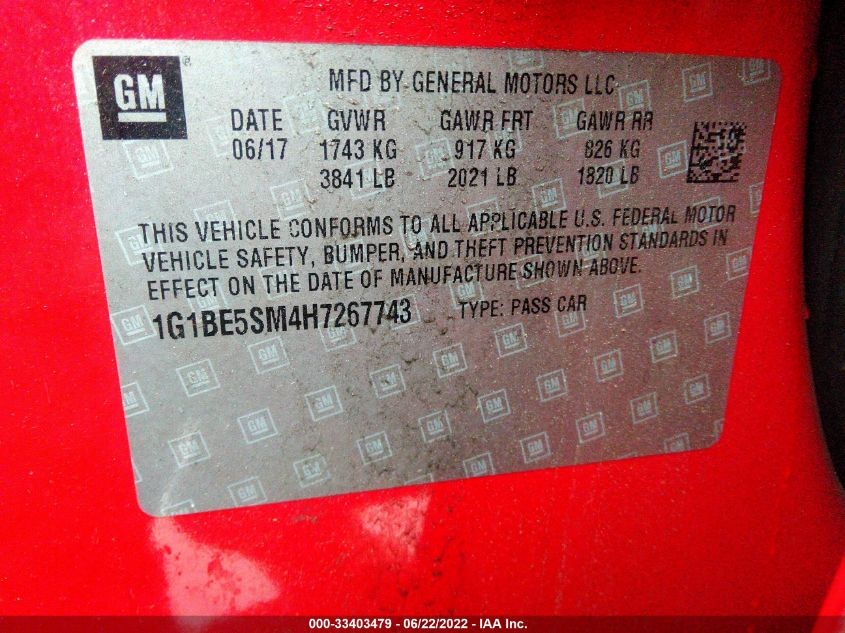 GM
MFD BY GENERAL MOTORS LLC
DATE GVWR GAWR FRT GAWR RR
06/17 1743 KG 917 KG 826 KG
3841 LB 2021 LB 1820 LB
THIS VEHICLE CONFORMS TO ALL APPLICABLE U.S. FEDERAL MOTOR
VEHICLE SAFETY, BUMPER, AND THEFT PREVENTION STANDARDS IN
EFFECT ON THE DATE OF MANUFACTURE SHOWN ABOVE.
1G1BE5SM4H7267743 TYPE: PASS CAR
000-33403479 - 06/22/2022 - IAA Inc.